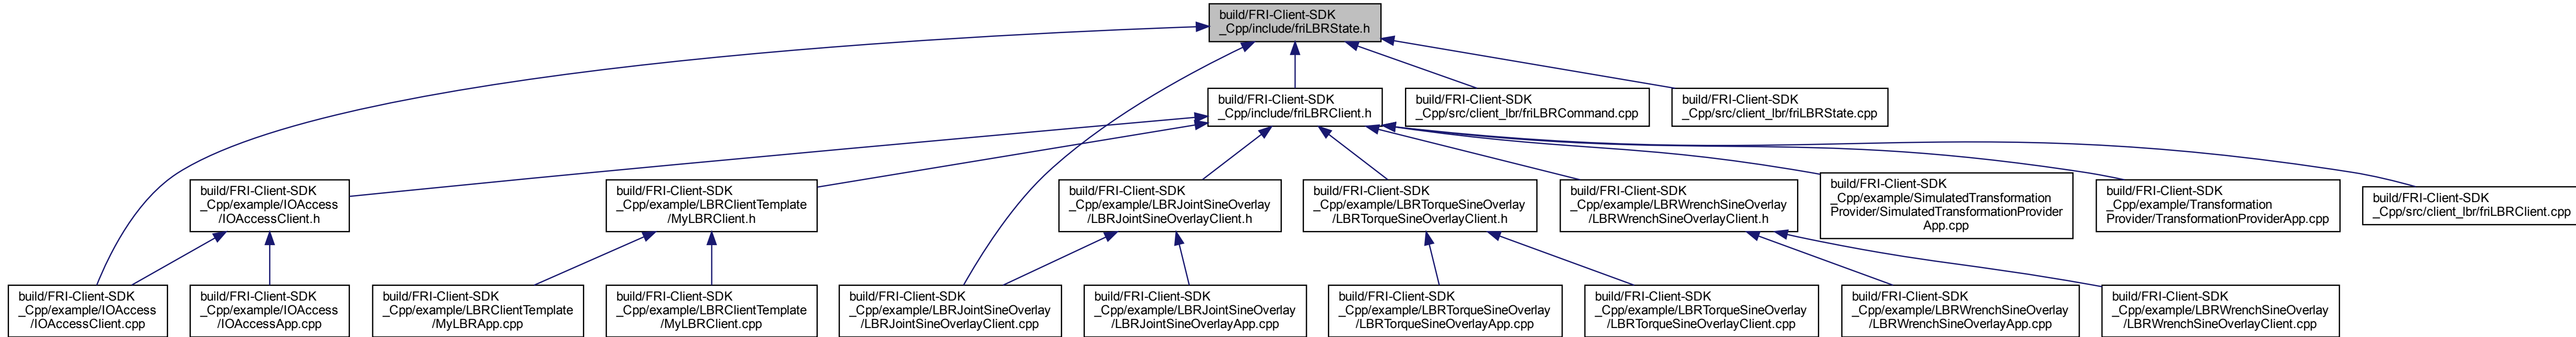 build/FRI-Client-SDK
_Cpp/include/friLBRState.h
build/FRI-Client-SDK
_Cpp/include/friLBRClient.h
build/FRI-Client-SDK
_Cpp/src/client_lbr/friLBRCommand.cpp
build/FRI-Client-SDK
_Cpp/src/client_lbr/friLBRState.cpp
build/FRI-Client-SDK
_Cpp/example/IOAccess
/IOAccessClient.h
build/FRI-Client-SDK
_Cpp/example/LBRClientTemplate
/MyLBRClient.h
build/FRI-Client-SDK
_Cpp/example/LBRJointSineOverlay
/LBRJointSineOverlayClient.h
build/FRI-Client-SDK
_Cpp/example/LBRTorqueSineOverlay
/LBRTorqueSineOverlayClient.h
build/FRI-Client-SDK
_Cpp/example/LBRWrenchSineOverlay
/LBRWrenchSineOverlayClient.h
build/FRI-Client-SDK
_Cpp/example/SimulatedTransformation
Provider/SimulatedTransformationProvider
App.cpp
build/FRI-Client-SDK
_Cpp/example/Transformation
Provider/TransformationProviderApp.cpp
build/FRI-Client-SDK
_Cpp/src/client_lbr/friLBRClient.cpp
build/FRI-Client-SDK
_Cpp/example/IOAccess
/IOAccessClient.cpp
build/FRI-Client-SDK
_Cpp/example/IOAccess
/IOAccessApp.cpp
build/FRI-Client-SDK
_Cpp/example/LBRClientTemplate
/MyLBRApp.cpp
build/FRI-Client-SDK
_Cpp/example/LBRClientTemplate
/MyLBRClient.cpp
build/FRI-Client-SDK
_Cpp/example/LBRJointSineOverlay
/LBRJointSineOverlayClient.cpp
build/FRI-Client-SDK
_Cpp/example/LBRJointSineOverlay
/LBRJointSineOverlayApp.cpp
build/FRI-Client-SDK
_Cpp/example/LBRTorqueSineOverlay
/LBRTorqueSineOverlayApp.cpp
build/FRI-Client-SDK
_Cpp/example/LBRTorqueSineOverlay
/LBRTorqueSineOverlayClient.cpp
build/FRI-Client-SDK
_Cpp/example/LBRWrenchSineOverlay
/LBRWrenchSineOverlayApp.cpp
build/FRI-Client-SDK
_Cpp/example/LBRWrenchSineOverlay
/LBRWrenchSineOverlayClient.cpp